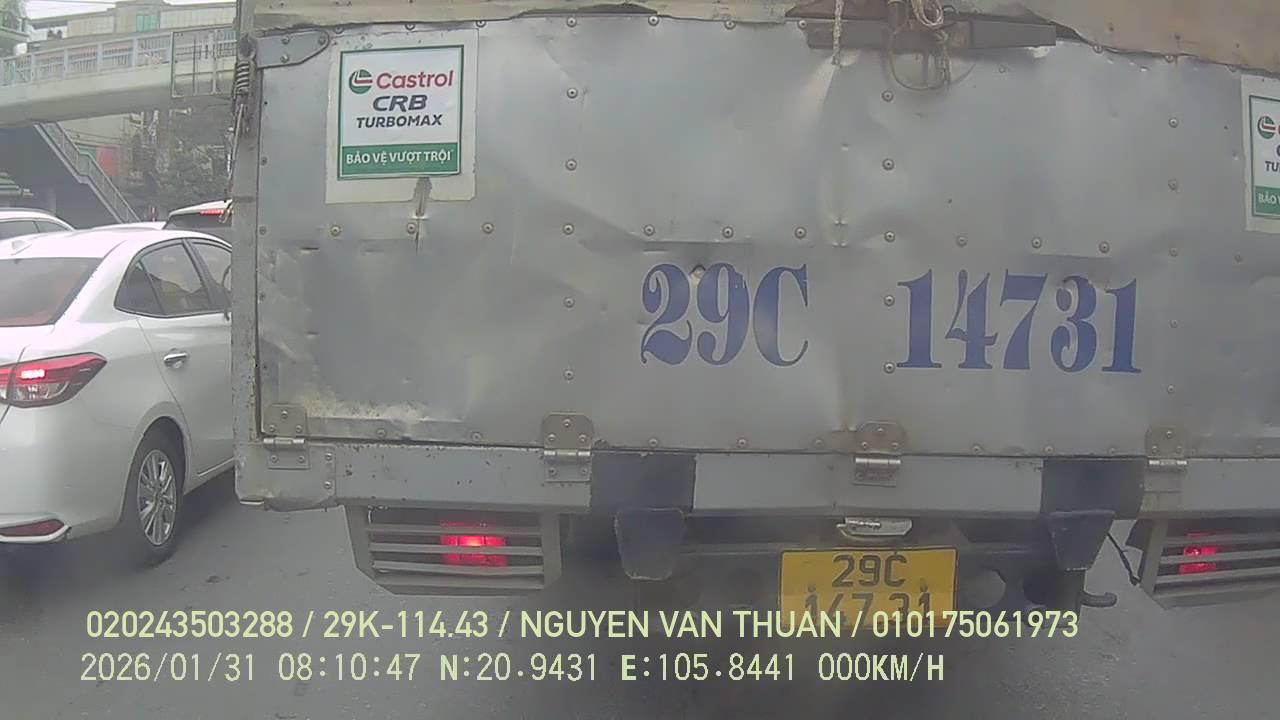 Castrol
CRB
TURBOMAX
BẢO VỆ VƯỢT TRỘI
29C 14731
29C
147.31
020243503288 / 29K-114.43 / NGUYEN VAN THUAN / 010175061973
2026/01/31 08:10:47 N:20.9431 E:105.8441 000KM/H